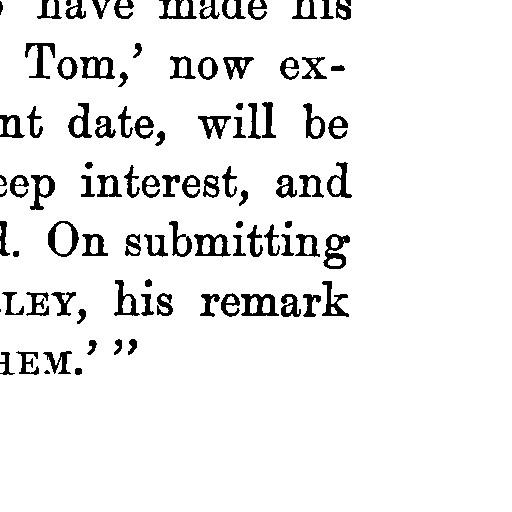 have made his
Tom,’ now ex-
nt date, will be
eep interest, and
d. On submitting
LEY, his remark
HEM.’ ”